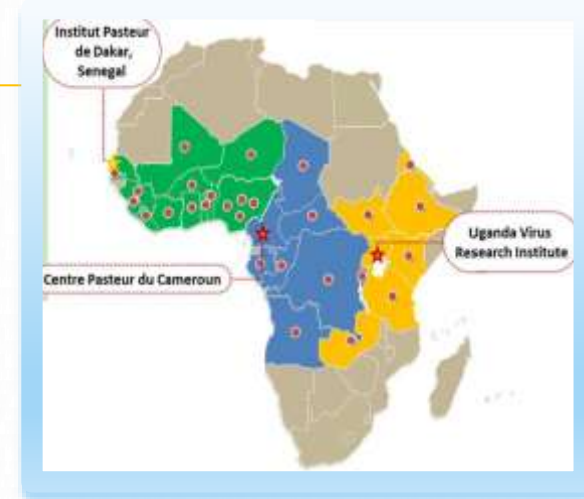 Institut Pasteur
de Dakar,
Senegal
Uganda Virus
Research Institute
Centre Pasteur du Cameroun